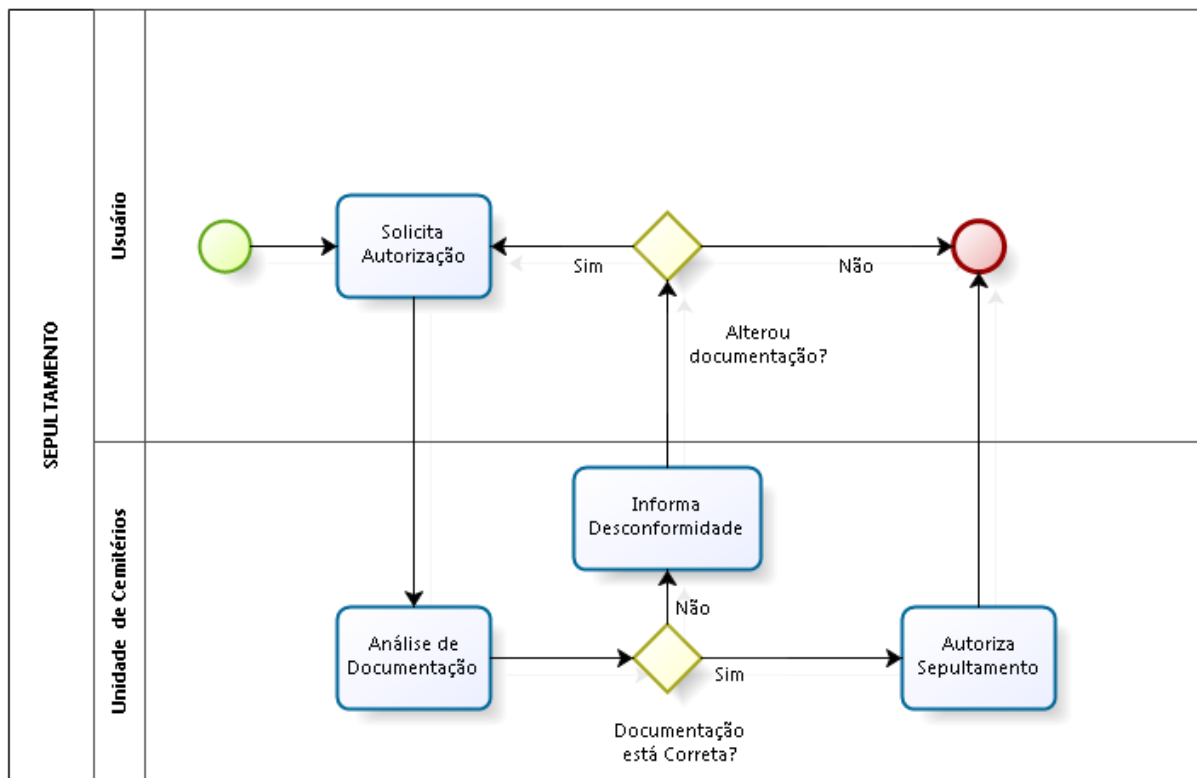 SEPULTAMENTO
Usuário
Solicita
Autorização
Sim
Não
Alterou
documentação?
Unidade de Cemitérios
Informa
Desconformidade
Não
Análise de
Documentação
Sim
Autoriza
Sepultamento
Documentação
está Correta?